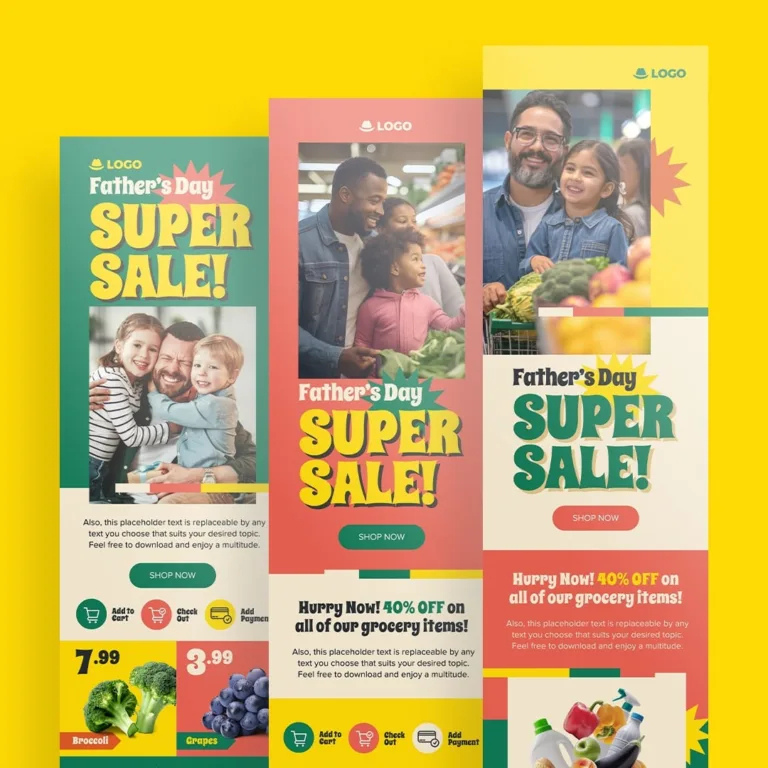 LOGO
Father's Day
SUPER
SALE!
Also, this placeholder text is replaceable by any
text you choose that suits your desired topic.
Feel free to download and enjoy a multitude.
SHOP NOW
Add to
Cart
Check
Out
Add
Paymen
7.99
Broccoli
3.99
Grapes
LOGO
Father's Day
SUPER
SALE!
SHOP NOW
Hurry Now! 40% OFF on
all of our grocery items!
Also, this placeholder text is replaceable by any
text you choose that suits your desired topic.
Feel free to download and enjoy a multitude.
Add to
Cart
Check
Out
Add
Payment
LOGO
Father's Day
SUPER
SALE!
SHOP NOW
Hurry Now! 40% OFF on
all of our grocery items!
Also, this placeholder text is replaceable by any
text you choose that suits your desired topic.
Feel free to download and enjoy a multitude.